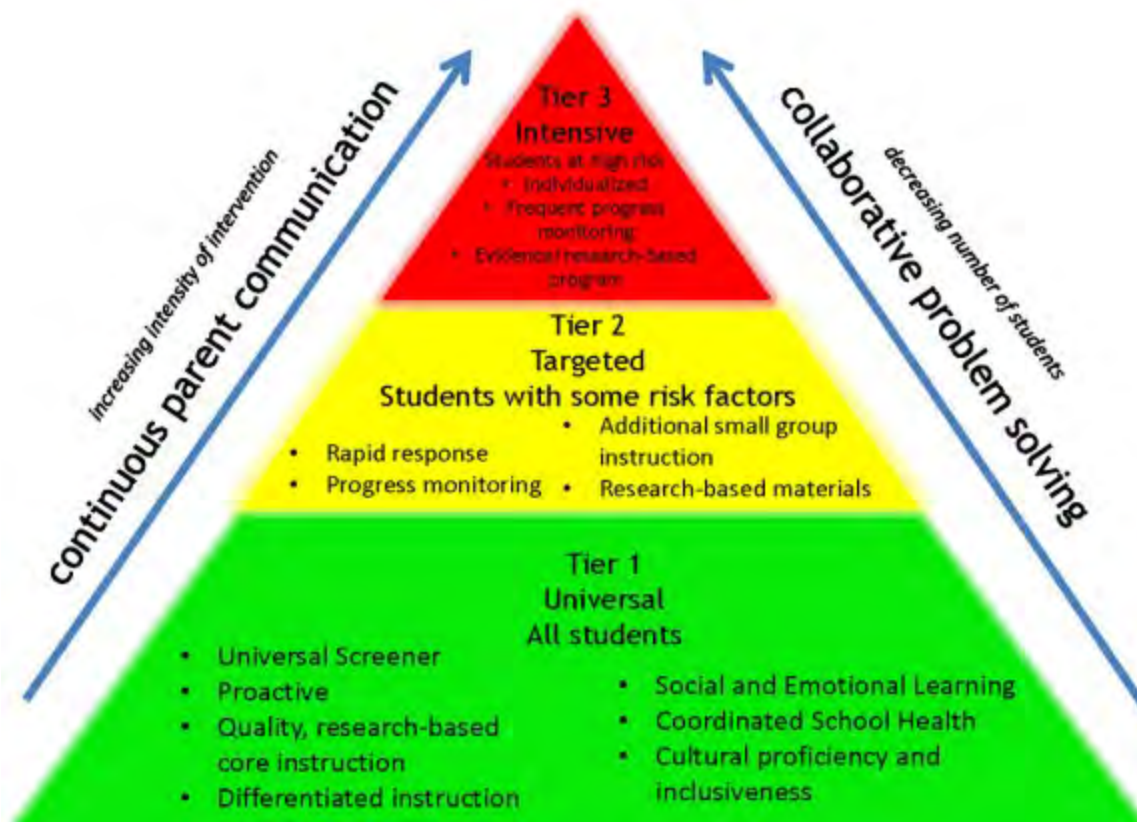 continuous parent communication
increasing intensity of intervention
collaborative problem solving
decreasing number of students
Tier 3
Intensive
Students at high risk
• Individualized
• Frequent progress
monitoring
• Evidence/research-based
program
Tier 2
Targeted
Students with some risk factors
• Rapid response
• Progress monitoring
• Additional small group
instruction
• Research-based materials
Tier 1
Universal
All students
• Universal Screener
• Proactive
• Quality, research-based
core instruction
• Differentiated instruction
• Social and Emotional Learning
• Coordinated School Health
• Cultural proficiency and
inclusiveness